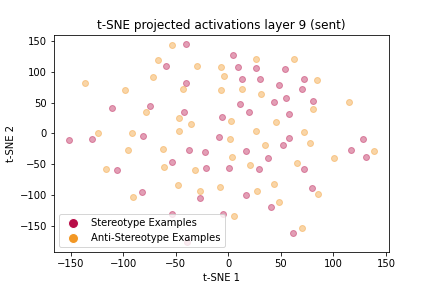 t-SNE projected activations layer 9 (sent)
150
100
50
0
−50
−100
−150
t-SNE 2
Stereotype Examples
Anti-Stereotype Examples
−150 −100 −50 0 50 100 150
t-SNE 1